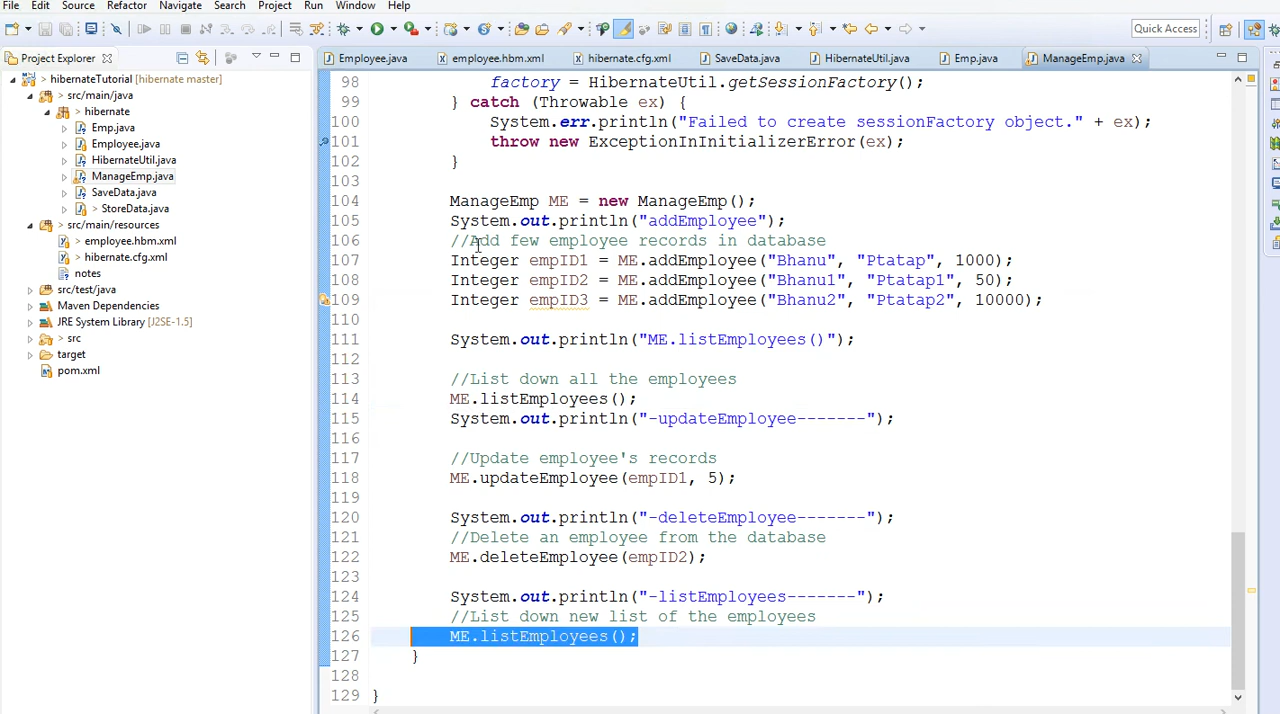 File Edit Source Refactor Navigate Search Project Run Window Help
Quick Access
Project Explorer
Employee.java employee.hbm.xml hibernate.cfg.xml SaveData.java HibernateUtil.java Emp.java ManageEmp.java
hibernateTutorial [hibernate master]
> src/main/java
> hibernate
Emp.java
Employee.java
HibernateUtil.java
ManageEmp.java
SaveData.java
> StoreData.java
> src/main/resources
> employee.hbm.xml
> hibernate.cfg.xml
notes
src/test/java
Maven Dependencies
JRE System Library [J2SE-1.5]
> src
target
pom.xml
98 factory = HibernateUtil.getSessionFactory();
99 } catch (Throwable ex) {
100 System.err.println("Failed to create sessionFactory object." + ex);
101 throw new ExceptionInInitializerError(ex);
102 }
103
104 ManageEmp ME = new ManageEmp();
105 System.out.println("addEmployee");
106 //Add few employee records in database
107 Integer empID1 = ME.addEmployee("Bhanu", "Ptatap", 1000);
108 Integer empID2 = ME.addEmployee("Bhanu1", "Ptatap1", 50);
109 Integer empID3 = ME.addEmployee("Bhanu2", "Ptatap2", 10000);
110
111 System.out.println("ME.listEmployees()");
112
113 //List down all the employees
114 ME.listEmployees();
115 System.out.println("-updateEmployee-------");
116
117 //Update employee's records
118 ME.updateEmployee(empID1, 5);
119
120 System.out.println("-deleteEmployee-------");
121 //Delete an employee from the database
122 ME.deleteEmployee(empID2);
123
124 System.out.println("-listEmployees-------");
125 //List down new list of the employees
126 ME.listEmployees();
127 }
128
129 }